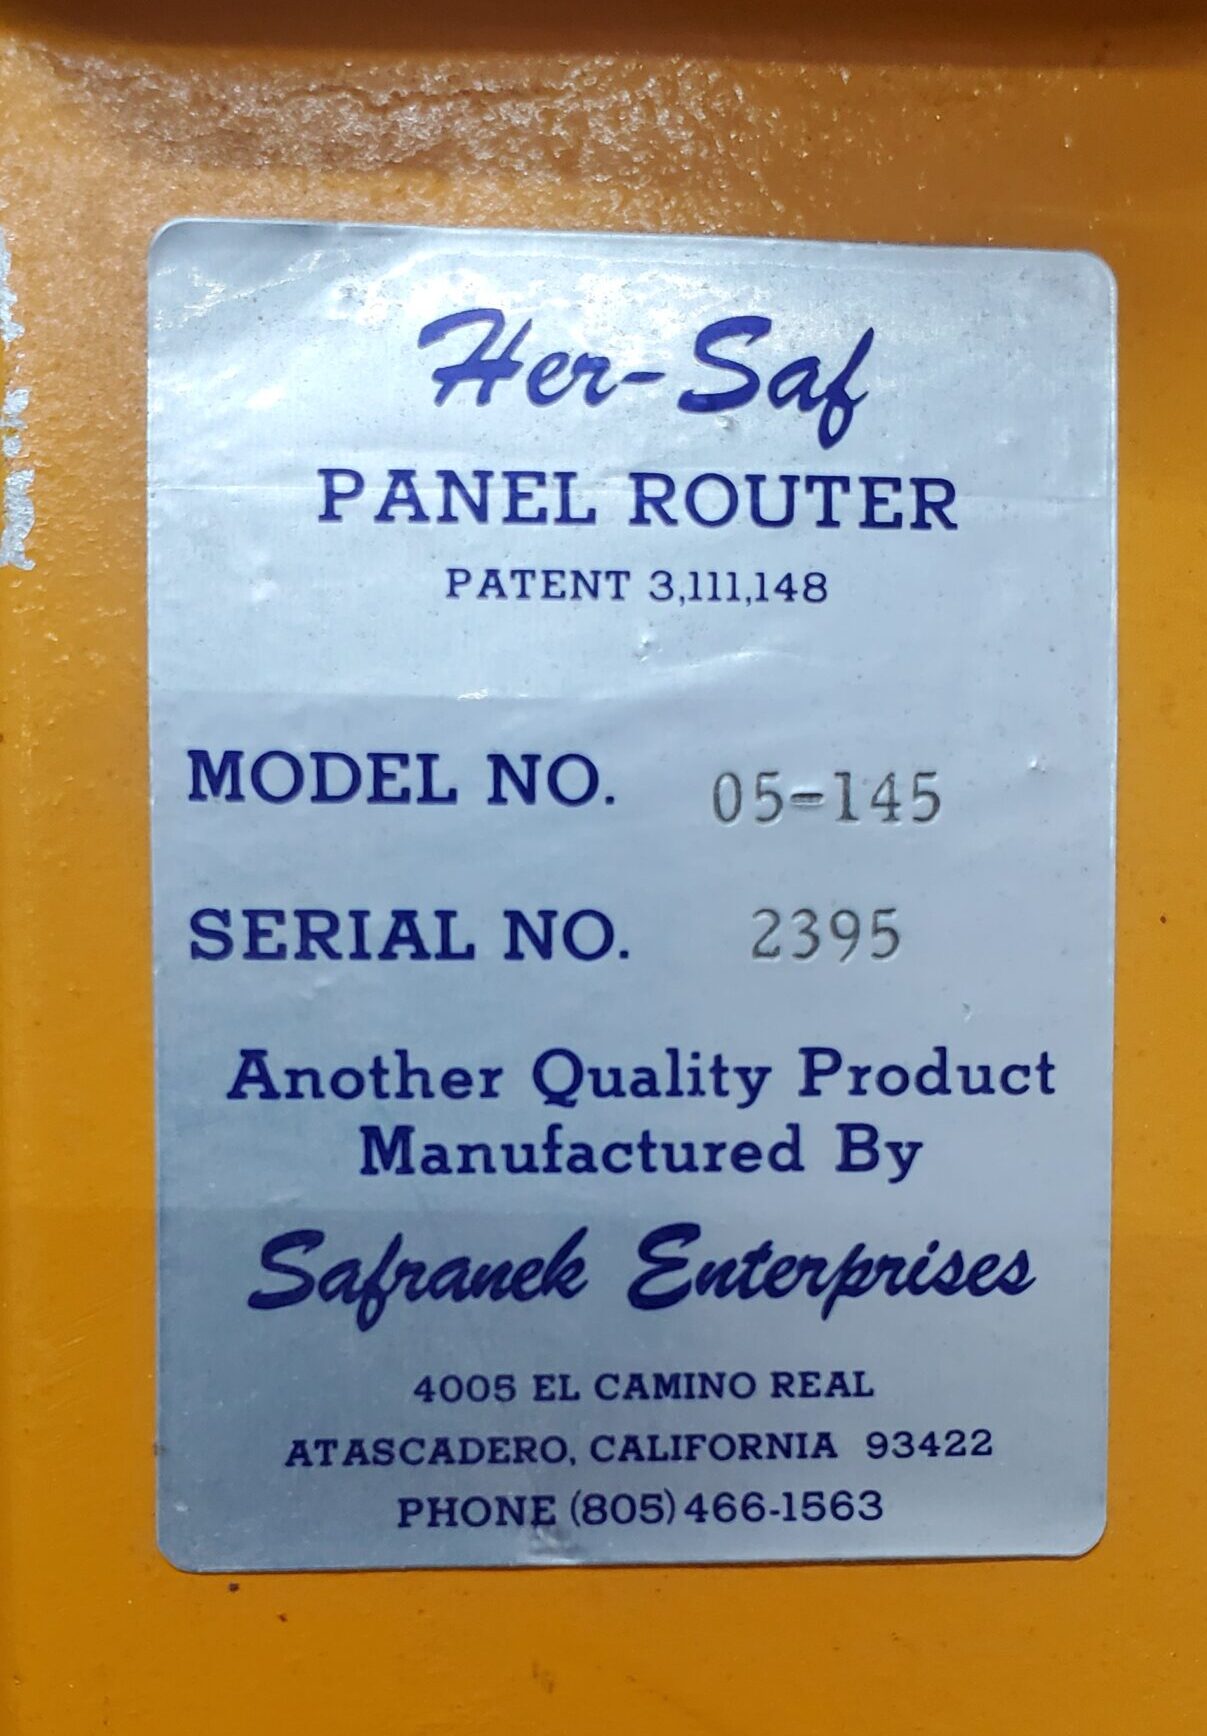 Her-Saf
PANEL ROUTER
PATENT 3,111,148
MODEL NO. 05-145
SERIAL NO. 2395
Another Quality Product
Manufactured By
Safranek Enterprises
4005 EL CAMINO REAL
ATASCADERO, CALIFORNIA 93422
PHONE (805) 466-1563